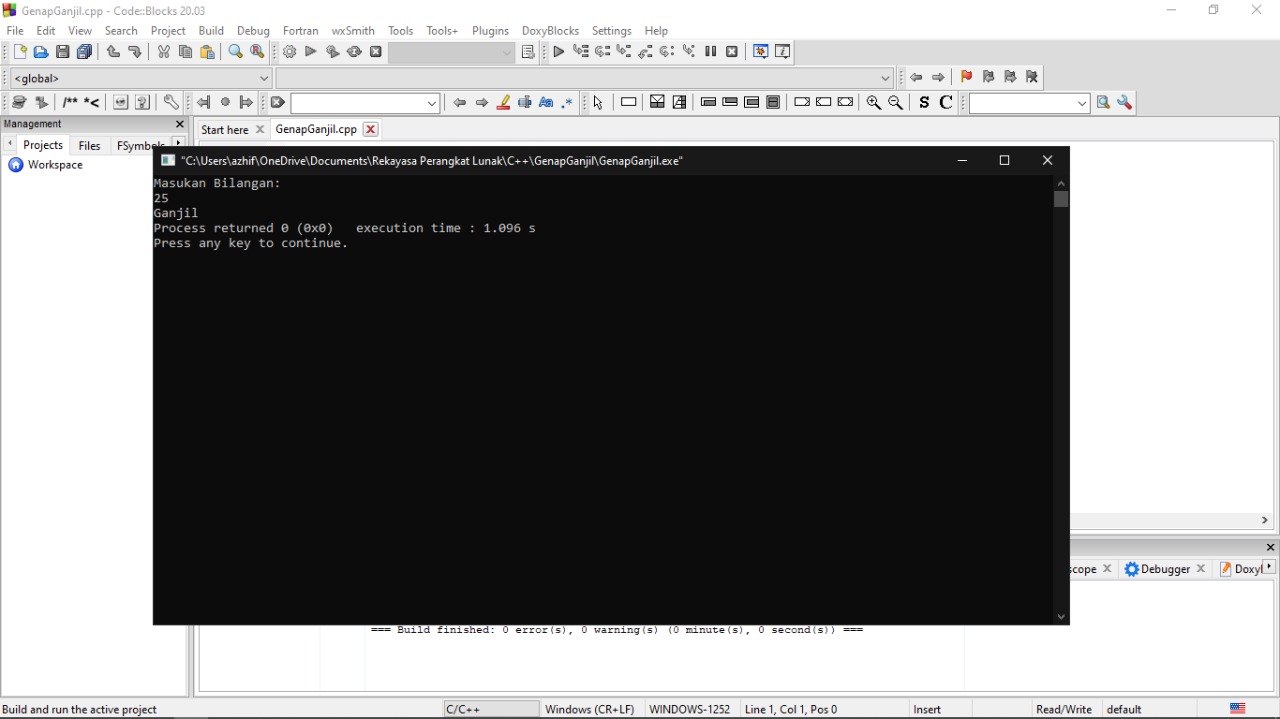 GenapGanjil.cpp - Code::Blocks 20.03
File Edit View Search Project Build Debug Fortran wxSmith Tools Tools+ Plugins DoxyBlocks Settings Help
<global>
/** *<
S C
Management
Start here GenapGanjil.cpp
Projects Files FSymbols
Workspace
"C:\Users\azhif\OneDrive\Documents\Rekayasa Perangkat Lunak\C++\GenapGanjil\GenapGanjil.exe"
Masukan Bilangan:
25
Ganjil
Process returned 0 (0x0)   execution time : 1.096 s
Press any key to continue.
scope Debugger Doxyl
=== Build finished: 0 error(s), 0 warning(s) (0 minute(s), 0 second(s)) ===
Build and run the active project C/C++ Windows (CR+LF) WINDOWS-1252 Line 1, Col 1, Pos 0 Insert Read/Write default